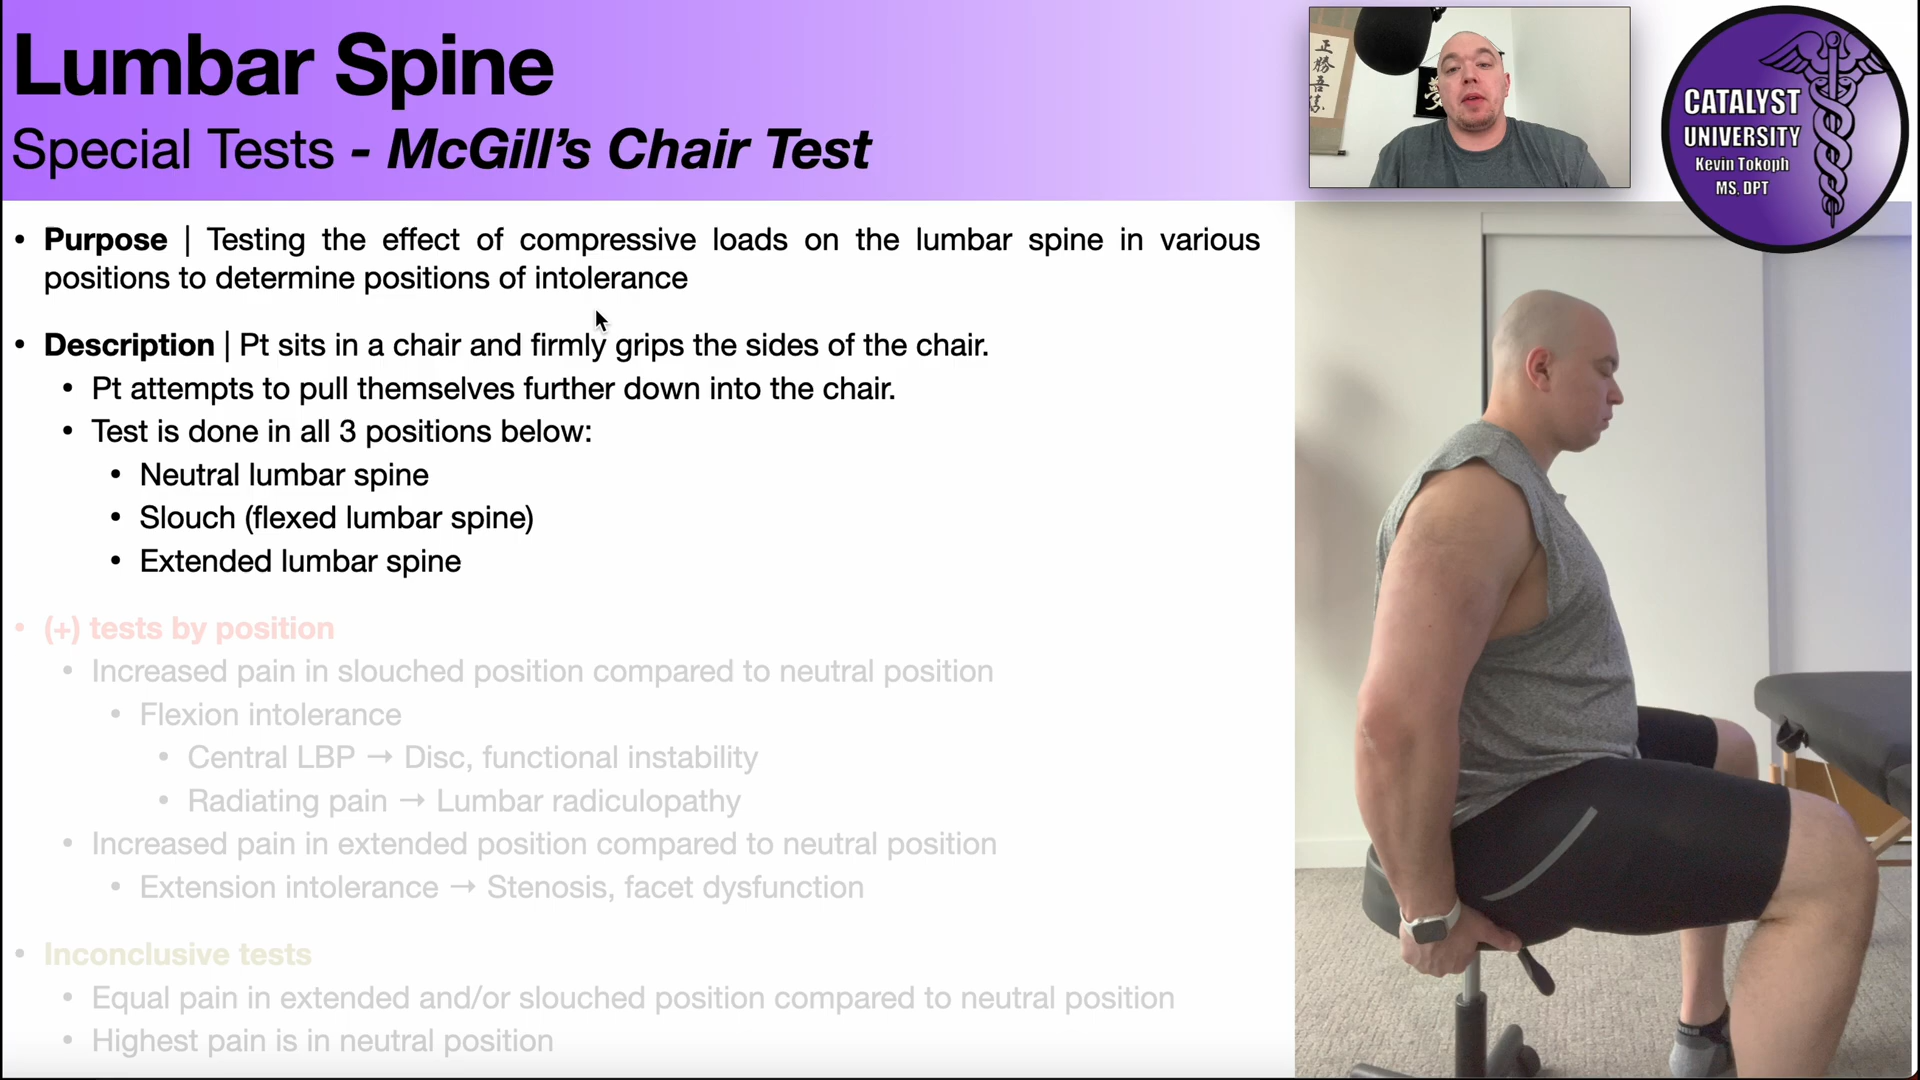 Lumbar Spine
Special Tests - McGill's Chair Test
正
勝
吾
夢
CATALYST
UNIVERSITY
Kevin Tokoph
MS, DPT
• Purpose | Testing the effect of compressive loads on the lumbar spine in various
positions to determine positions of intolerance
• Description | Pt sits in a chair and firmly grips the sides of the chair.
• Pt attempts to pull themselves further down into the chair.
• Test is done in all 3 positions below:
• Neutral lumbar spine
• Slouch (flexed lumbar spine)
• Extended lumbar spine
• (+) tests by position
• Increased pain in slouched position compared to neutral position
• Flexion intolerance
• Central LBP → Disc, functional instability
• Radiating pain → Lumbar radiculopathy
• Increased pain in extended position compared to neutral position
• Extension intolerance → Stenosis, facet dysfunction
• Inconclusive tests
• Equal pain in extended and/or slouched position compared to neutral position
• Highest pain is in neutral position